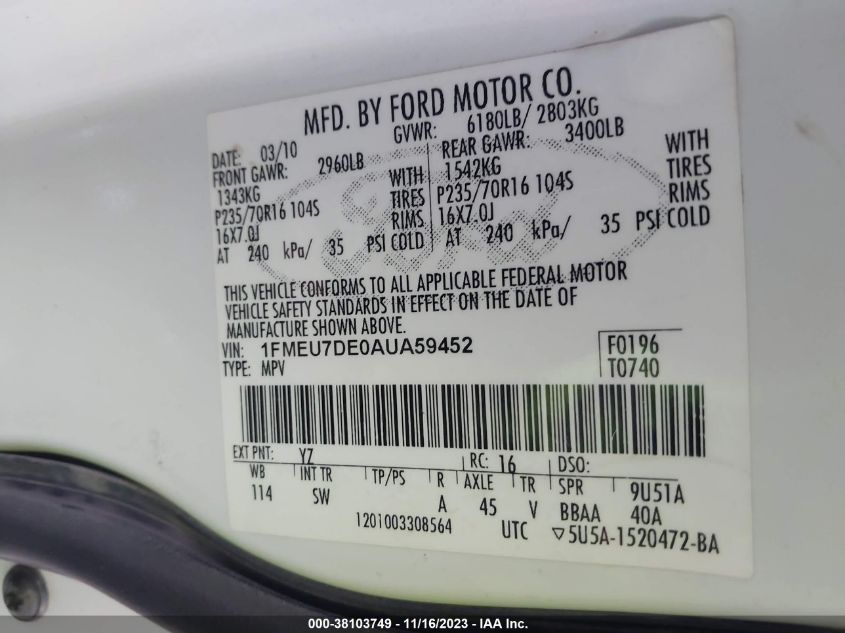 MFD. BY FORD MOTOR CO.
DATE: 03/10 GVWR: 6180LB/ 2803KG
FRONT GAWR: 2960LB REAR GAWR: 3400LB
1343KG WITH 1542KG WITH
P235/70R16 104S TIRES P235/70R16 104S TIRES
16X7.0J RIMS 16X7.0J RIMS
AT 240 kPa/ 35 PSI COLD AT 240 kPa/ 35 PSI COLD
Ford
THIS VEHICLE CONFORMS TO ALL APPLICABLE FEDERAL MOTOR
VEHICLE SAFETY STANDARDS IN EFFECT ON THE DATE OF
MANUFACTURE SHOWN ABOVE.
VIN: 1FMEU7DE0AUA59452 F0196
TYPE: MPV T0740
EXT PNT: YZ RC: 16 DSO:
WB INT TR TP/PS R AXLE TR SPR 9U51A
114 SW A 45 V BBAA 40A
1201003308564 UTC ▽5U5A-1520472-BA
000-38103749 - 11/16/2023 - IAA Inc.